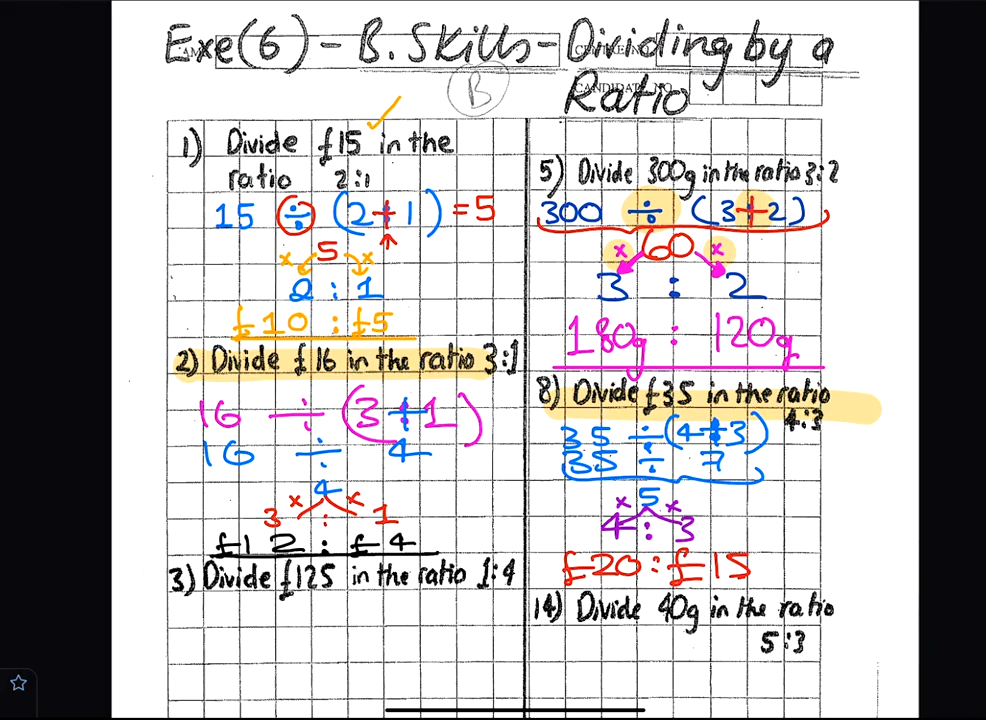 Exe(6) - B. Skills - Dividing by a
Ratio
CANDIDATE NO
B
1) Divide £15 in the
ratio 2:1
15 ÷ (2+1) = 5
5
x x
2 : 1
£10 : £5
2) Divide £16 in the ratio 3:1
16 ÷ (3+1)
16 ÷ 4
4
x x
3 : 1
£12 : £4
3) Divide £125 in the ratio 1:4
5) Divide 300g in the ratio 3:2
300 ÷ (3+2)
x 60 x
3 : 2
180g : 120g
8) Divide £35 in the ratio
4:3
35 ÷ (4+3)
35 ÷ 7
x 5 x
4 : 3
£20 : £15
14) Divide 40g in the ratio
5:3